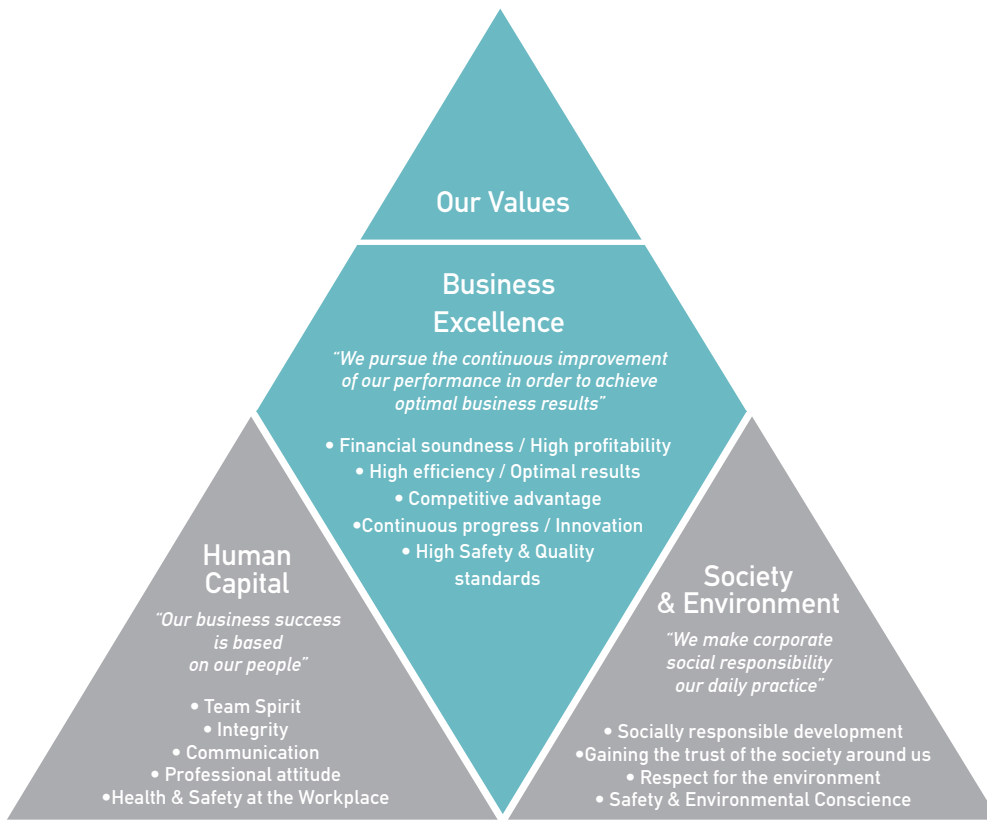 Our Values
Business
Excellence
"We pursue the continuous improvement
of our performance in order to achieve
optimal business results"
• Financial soundness / High profitability
• High efficiency / Optimal results
• Competitive advantage
•Continuous progress / Innovation
• High Safety & Quality
standards
Human
Capital
"Our business success
is based
on our people"
• Team Spirit
• Integrity
• Communication
• Professional attitude
•Health & Safety at the Workplace
Society
& Environment
"We make corporate
social responsibility
our daily practice"
• Socially responsible development
•Gaining the trust of the society around us
• Respect for the environment
• Safety & Environmental Conscience